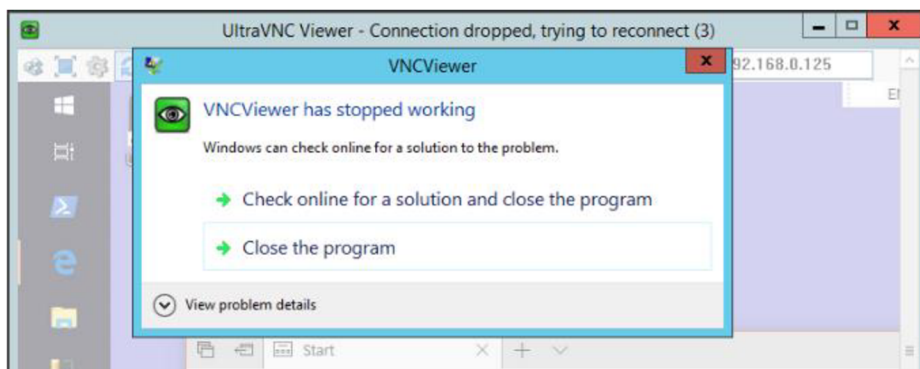 UltraVNC Viewer - Connection dropped, trying to reconnect (3)
VNCViewer
92.168.0.125
VNCViewer has stopped working
Windows can check online for a solution to the problem.
Check online for a solution and close the program
Close the program
View problem details
Start